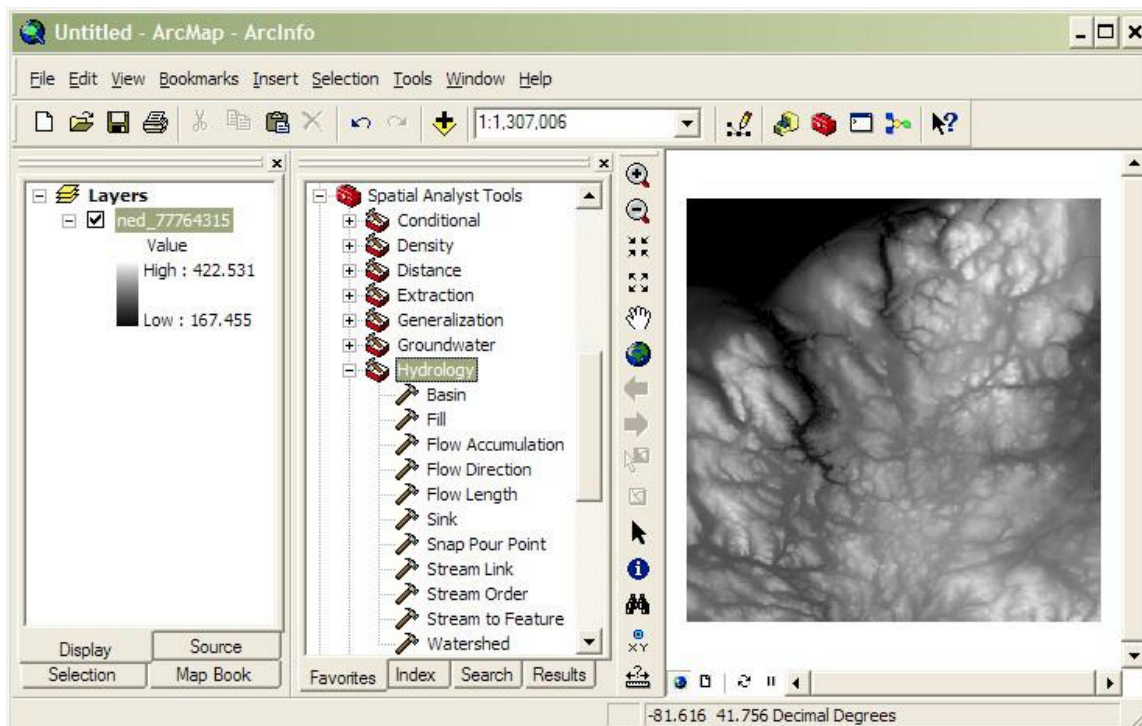 Untitled - ArcMap - ArcInfo
File Edit View Bookmarks Insert Selection Tools Window Help
1:1,307,006
Layers
ned_77764315
Value
High : 422.531
Low : 167.455
Display Source
Selection Map Book
Spatial Analyst Tools
Conditional
Density
Distance
Extraction
Generalization
Groundwater
Hydrology
Basin
Fill
Flow Accumulation
Flow Direction
Flow Length
Sink
Snap Pour Point
Stream Link
Stream Order
Stream to Feature
Watershed
Favorites Index Search Results
XY
-81.616 41.756 Decimal Degrees